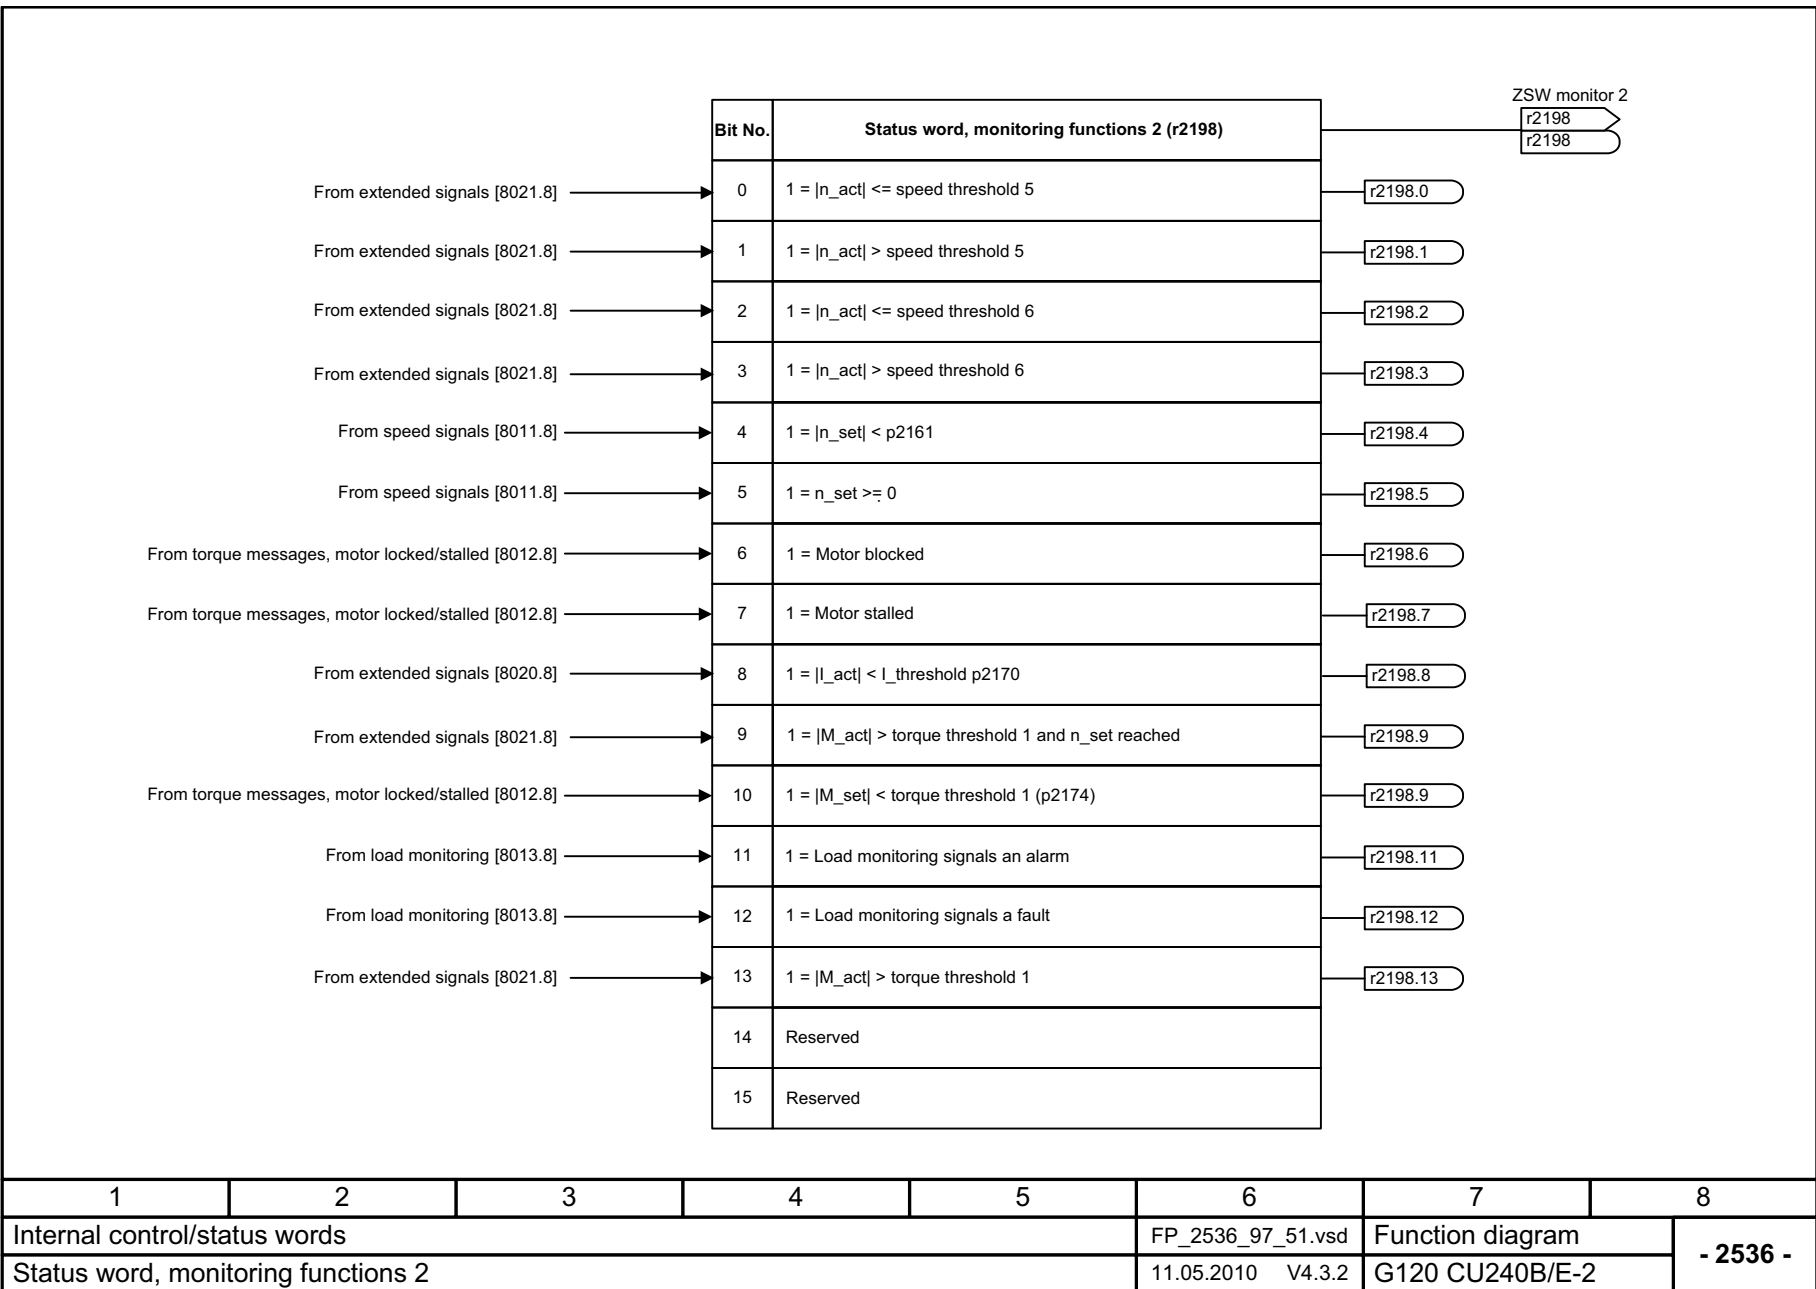 ZSW monitor 2
Bit No. Status word, monitoring functions 2 (r2198) r2198
r2198
From extended signals [8021.8] 0 1 = |n_act| <= speed threshold 5 r2198.0
From extended signals [8021.8] 1 1 = |n_act| > speed threshold 5 r2198.1
From extended signals [8021.8] 2 1 = |n_act| <= speed threshold 6 r2198.2
From extended signals [8021.8] 3 1 = |n_act| > speed threshold 6 r2198.3
From speed signals [8011.8] 4 1 = |n_set| < p2161 r2198.4
From speed signals [8011.8] 5 1 = n_set >= 0 r2198.5
From torque messages, motor locked/stalled [8012.8] 6 1 = Motor blocked r2198.6
From torque messages, motor locked/stalled [8012.8] 7 1 = Motor stalled r2198.7
From extended signals [8020.8] 8 1 = |I_act| < I_threshold p2170 r2198.8
From extended signals [8021.8] 9 1 = |M_act| > torque threshold 1 and n_set reached r2198.9
From torque messages, motor locked/stalled [8012.8] 10 1 = |M_set| < torque threshold 1 (p2174) r2198.9
From load monitoring [8013.8] 11 1 = Load monitoring signals an alarm r2198.11
From load monitoring [8013.8] 12 1 = Load monitoring signals a fault r2198.12
From extended signals [8021.8] 13 1 = |M_act| > torque threshold 1 r2198.13
14 Reserved
15 Reserved
1 2 3 4 5 6 7 8
Internal control/status words FP_2536_97_51.vsd Function diagram - 2536 -
Status word, monitoring functions 2 11.05.2010 V4.3.2 G120 CU240B/E-2